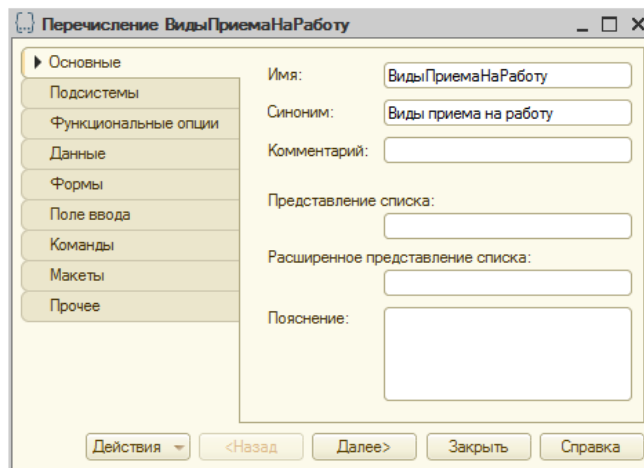 Перечисление ВидыПриемаНаРаботу
Основные
Подсистемы
Функциональные опции
Данные
Формы
Поле ввода
Команды
Макеты
Прочее
Имя: ВидыПриемаНаРаботу
Синоним: Виды приема на работу
Комментарий:
Представление списка:
Расширенное представление списка:
Пояснение:
Действия <Назад Далее> Закрыть Справка